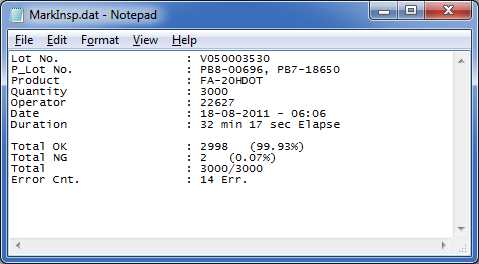 MarkInsp.dat - Notepad
File Edit Format View Help
Lot No. : V050003530
P_Lot No. : PB8-00696, PB7-18650
Product : FA-20HDOT
Quantity : 3000
Operator : 22627
Date : 18-08-2011 - 06:06
Duration : 32 min 17 sec Elapse
Total OK : 2998 (99.93%)
Total NG : 2 (0.07%)
Total : 3000/3000
Error Cnt. : 14 Err.